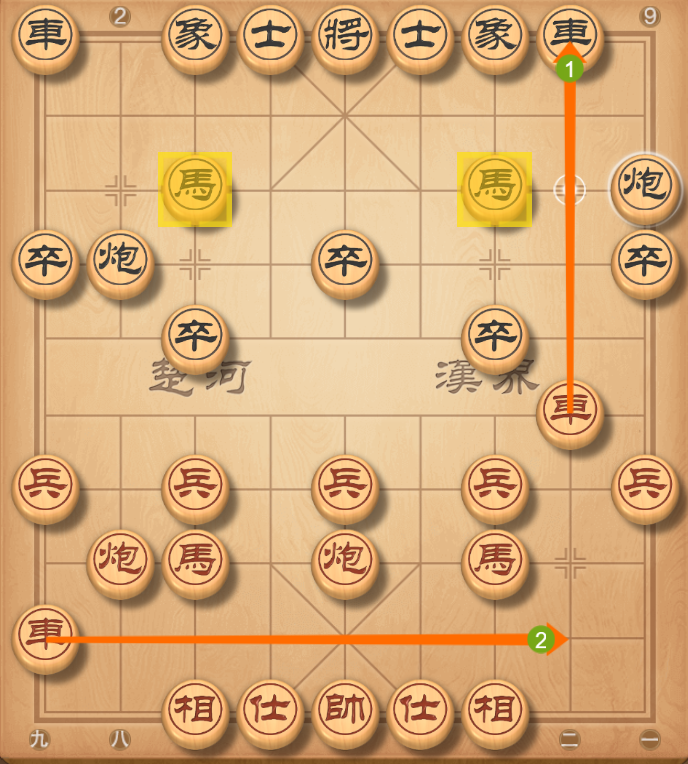 2 9
車 象 士 將 士 象 車
1
馬 馬 炮
卒 炮 卒 卒
卒 卒
楚河 漢界
車
兵 兵 兵 兵 兵
炮 馬 炮 馬
車 2
相 仕 帥 仕 相
九 八 二 一